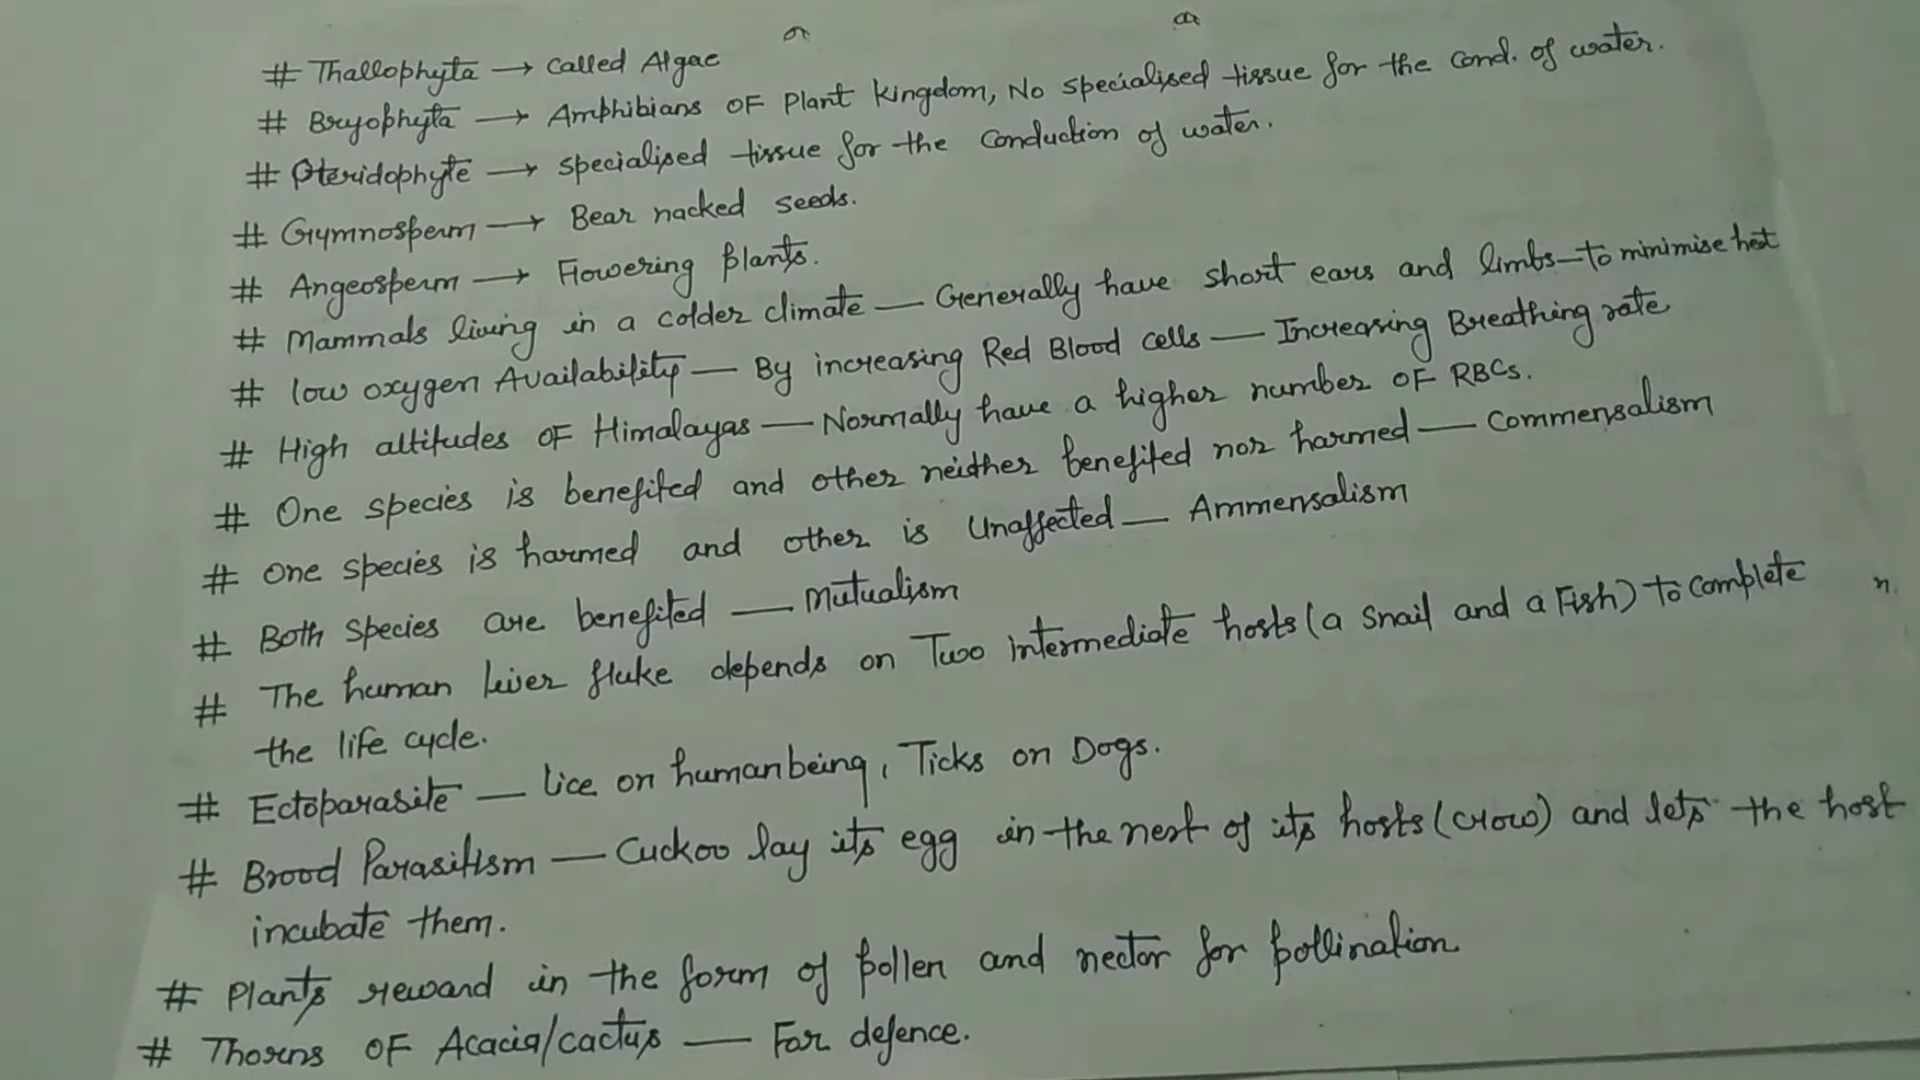 # Thallophyta → called Algae
# Bryophyta → Amphibians OF Plant kingdom, No specialised tissue for the cond. of water.
# Pteridophyte → specialised tissue for the conduction of water.
# Gymnosperm → Bear nacked seeds.
# Angeosperm → Flowering plants.
# Mammals living in a colder climate — Generally have short ears and limbs—to minimise het
# low oxygen Availability — By increasing Red Blood cells — Increasing Breathing rate
# High altitudes OF Himalayas — Normally have a higher number OF RBCs.
# One species is benefited and other neither benefited nor harmed — Commensalism
# One species is harmed and other is Unaffected — Ammensalism
# Both species are benefited — Mutualism
# The human liver fluke depends on Two intermediate hosts (a snail and a Fish) to complete
the life cycle.
# Ectoparasite — lice on human being, Ticks on Dogs.
# Brood Parasitism — Cuckoo lay its egg in the nest of its hosts (crow) and lets the host
incubate them.
# Plants reward in the form of pollen and nector for pollination
# Thorns OF Acacia/cactus — For defence.